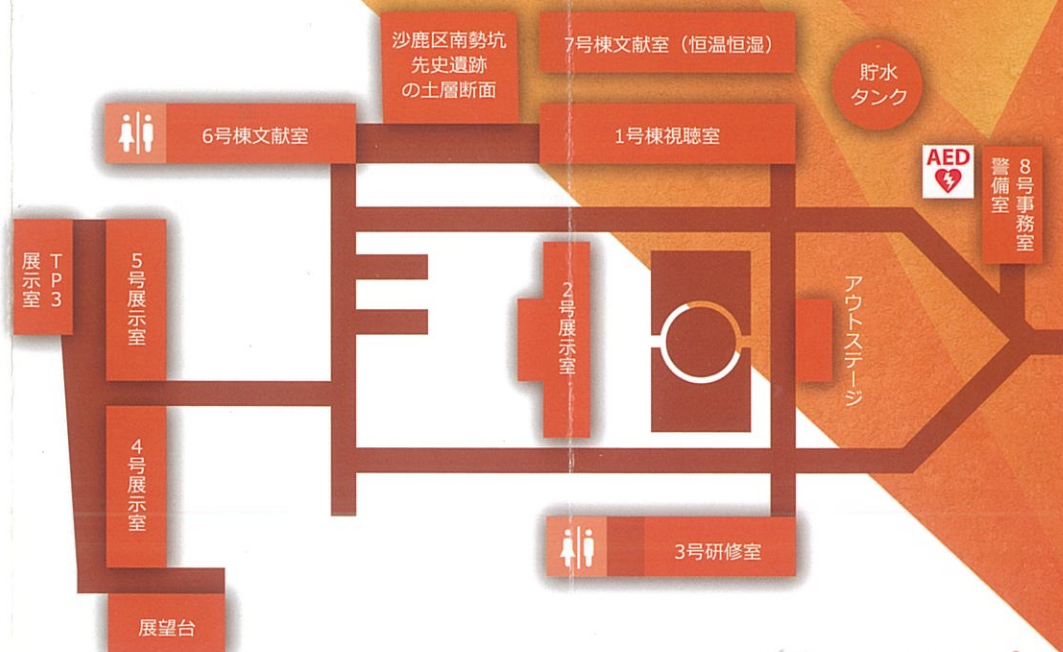 沙鹿区南勢坑
先史遺跡
の土層断面
7号棟文献室（恒温恒湿）
貯水
タンク
6号棟文献室
1号棟視聴室
AED
8号事務室
警備室
TP3
展示室
5号展示室
2号展示室
アウトステージ
4号展示室
3号研修室
展望台